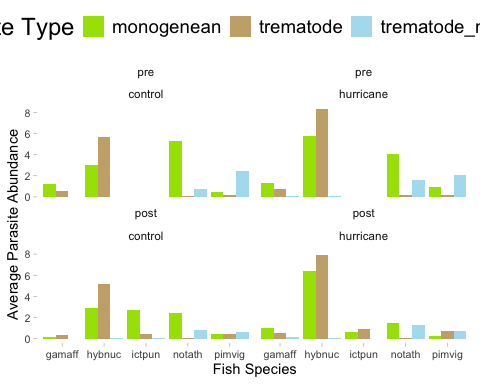 te Type monogenean trematode trematode_r
pre pre
control hurricane
8
6
4
2
0
post post
control hurricane
8
6
4
2
0
Average Parasite Abundance
gamaff hybnuc ictpun notath pimvig gamaff hybnuc ictpun notath pimvig
Fish Species